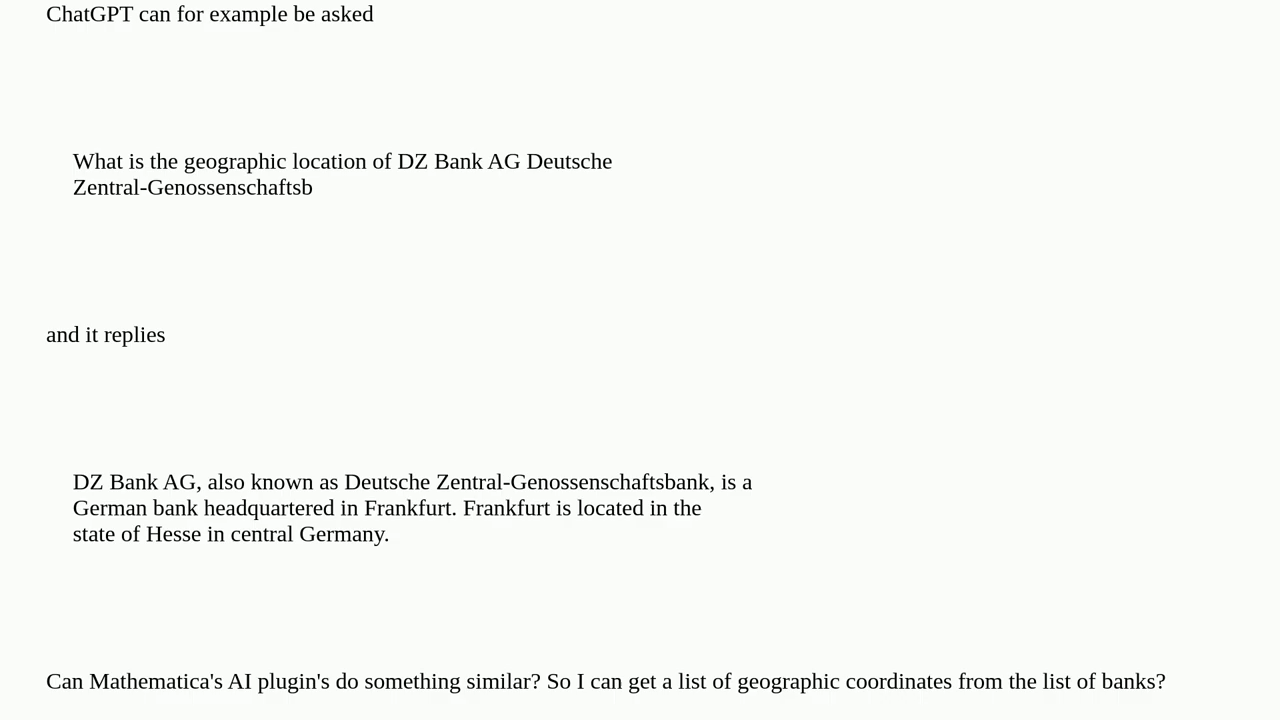 ChatGPT can for example be asked
What is the geographic location of DZ Bank AG Deutsche
Zentral-Genossenschaftsb
and it replies
DZ Bank AG, also known as Deutsche Zentral-Genossenschaftsbank, is a
German bank headquartered in Frankfurt. Frankfurt is located in the
state of Hesse in central Germany.
Can Mathematica's AI plugin's do something similar? So I can get a list of geographic coordinates from the list of banks?